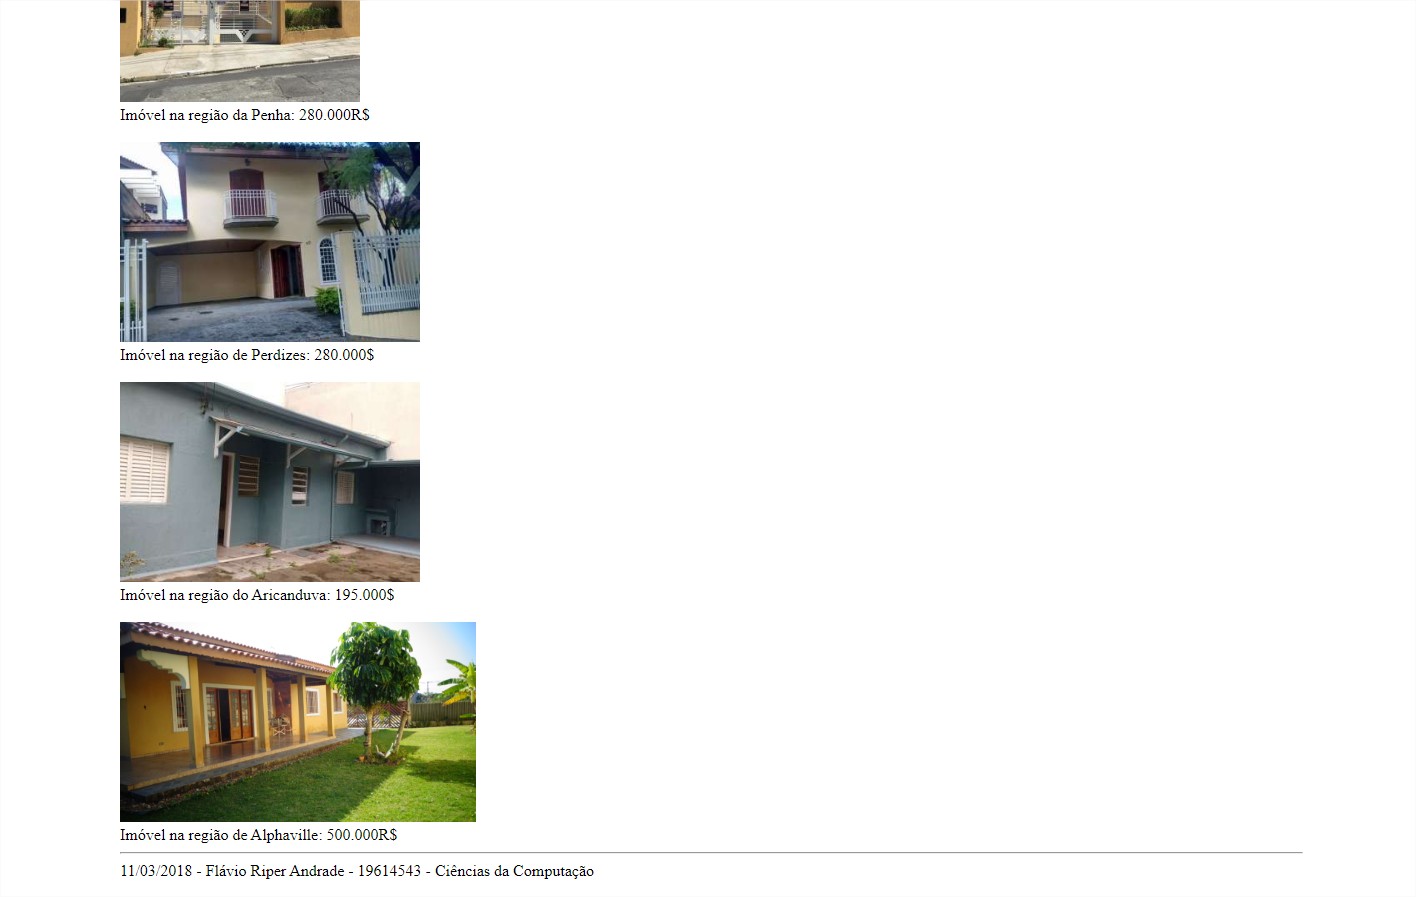 Imóvel na região da Penha: 280.000R$
Imóvel na região de Perdizes: 280.000$
Imóvel na região do Aricanduva: 195.000$
Imóvel na região de Alphaville: 500.000R$
11/03/2018 - Flávio Riper Andrade - 19614543 - Ciências da Computação